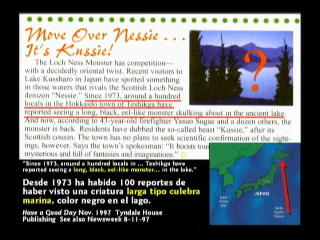 Move Over Nessie . . .
It's Kussie!
?
The Loch Ness Monster has competition—
with a decidedly oriental twist. Recent visitors to
Lake Kussharo in Japan have spotted something
in those waters that rivals the Scottish Loch Ness
denizen "Nessie." Since 1973, around a hundred
locals in the Hokkaido town of Teshikga have
reported seeing a long, black, eel-like monster skulking about in the ancient lake.
And now, according to 43-year-old firefighter Yasuo Sugae and a dozen others, the
monster is back. Residents have dubbed the so-called beast "Kussie," after its
Scottish cousin. The town has no plans to seek scientific confirmation of the sight-
ings, however. Says the town's spokesman: "It boosts
mysterious and full of fantasies and imaginations."
"Since 1973, around a hundred locals in ... Teshikga have
reported seeing a long, black, eel-like monster... in the lake."
Desde 1973 ha habido 100 reportes de
haber visto una criatura larga tipo culebra
marina, color negro en el lago.
Have a Good Day Nov. 1997 Tyndale House
Publishing See also Newsweek 8-11-97
JAPAN